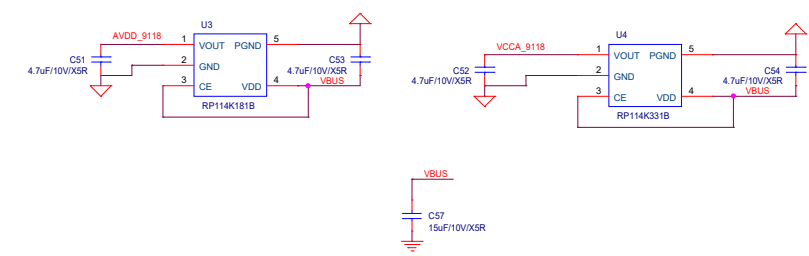 U3
AVDD_9118
1 VOUT PGND 5
2 GND
3 CE VDD 4
RP114K181B
C51
4.7uF/10V/X5R
C53
4.7uF/10V/X5R
VBUS
U4
VCCA_9118
1 VOUT PGND 5
2 GND
3 CE VDD 4
RP114K331B
C52
4.7uF/10V/X5R
C54
4.7uF/10V/X5R
VBUS
VBUS
C57
15uF/10V/X5R